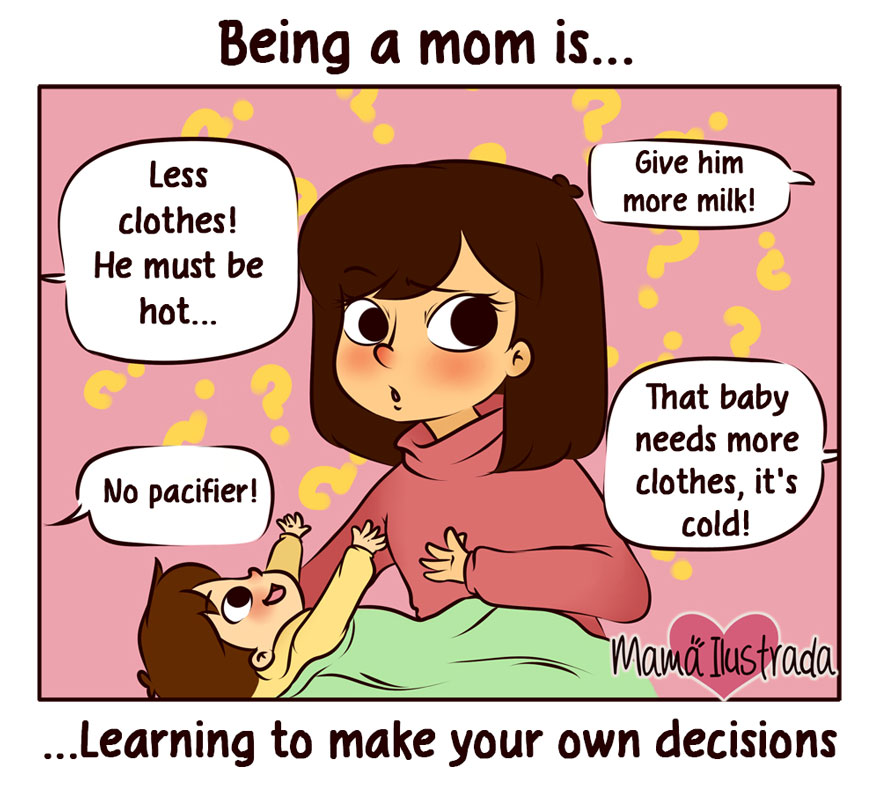 Being a mom is...
Less
clothes!
He must be
hot...
Give him
more milk!
No pacifier!
That baby
needs more
clothes, it's
cold!
Mamá Ilustrada
...Learning to make your own decisions